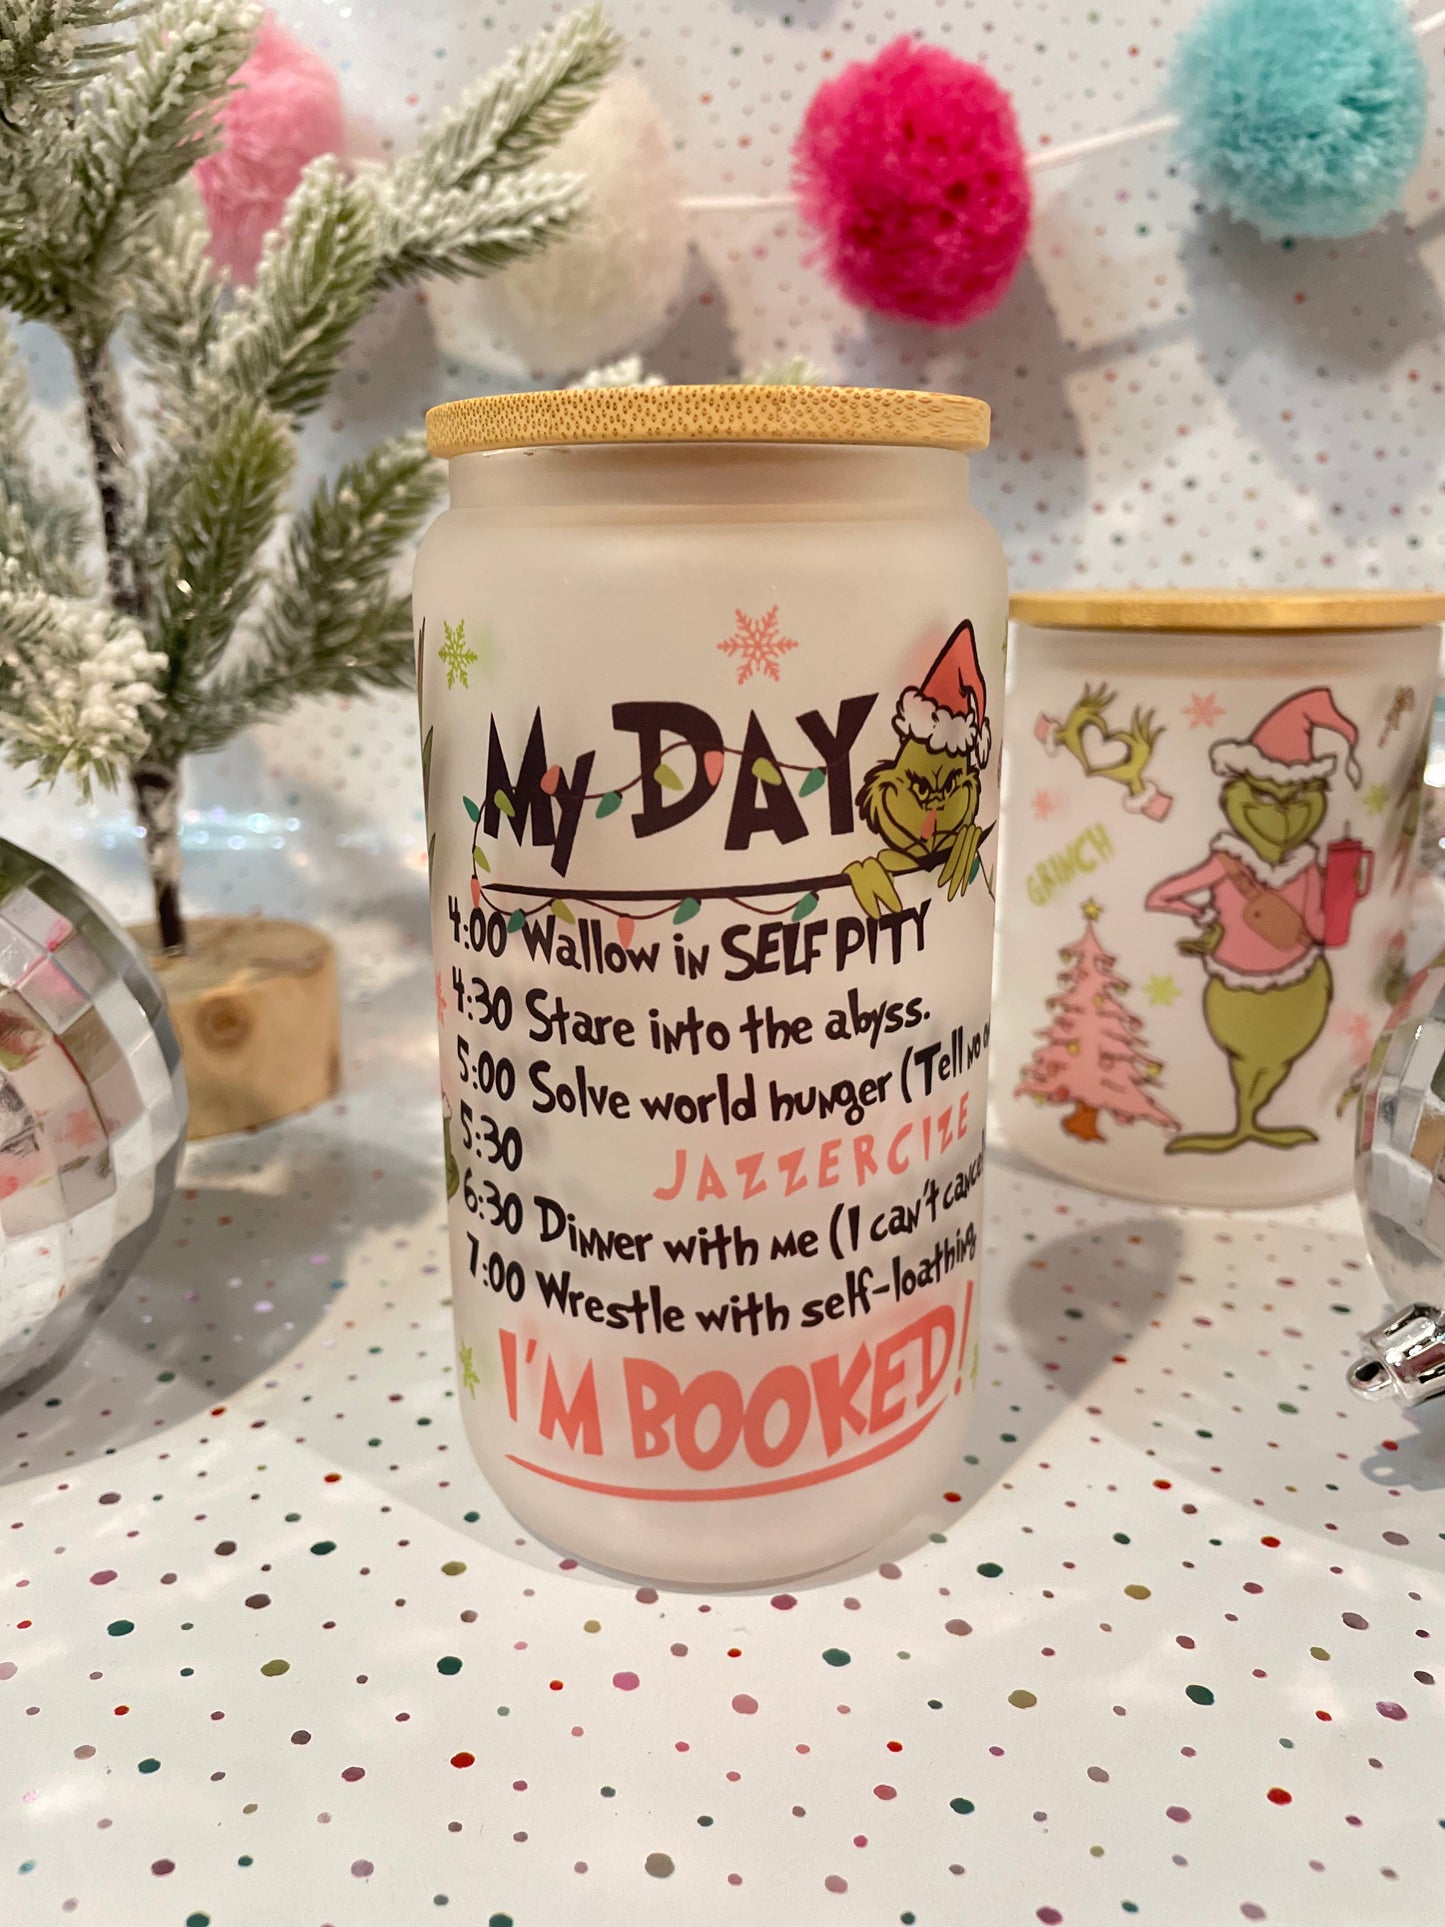 My DAY
4:00 Wallow in SELF PITY
4:30 Stare into the abyss.
5:00 Solve world hunger (Tell no
5:30 JAZZERCIZE
6:30 Dinner with me (I can't
7:00 Wrestle with self-loathing
I'M BOOKED!
GRINCH